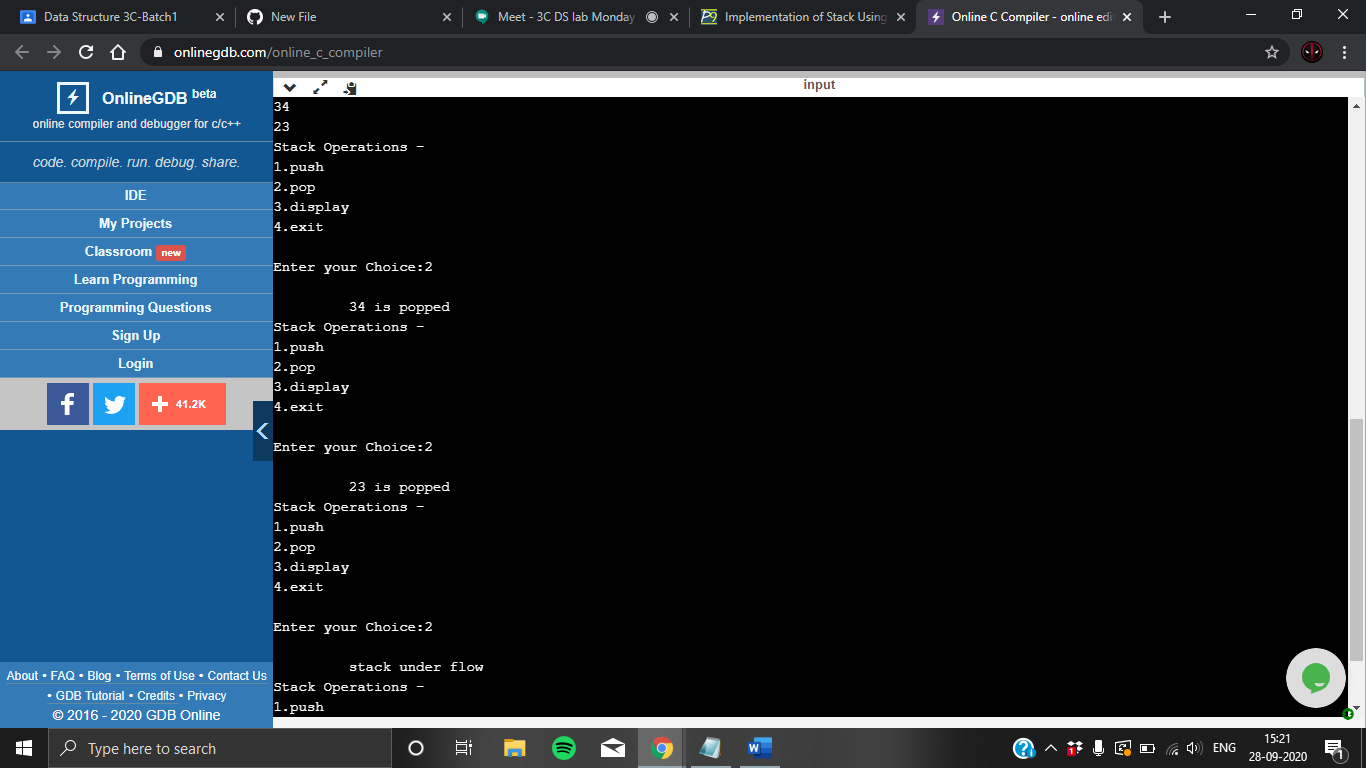 Data Structure 3C-Batch1
New File
Meet - 3C DS lab Monday
Implementation of Stack Using
Online C Compiler - online edi
onlinegdb.com/online_c_compiler
OnlineGDB beta
online compiler and debugger for c/c++
code. compile. run. debug. share.
IDE
My Projects
Classroom new
Learn Programming
Programming Questions
Sign Up
Login
41.2K
About • FAQ • Blog • Terms of Use • Contact Us
• GDB Tutorial • Credits • Privacy
© 2016 - 2020 GDB Online
input
34
23
Stack Operations -
1.push
2.pop
3.display
4.exit
Enter your Choice:2
34 is popped
Stack Operations -
1.push
2.pop
3.display
4.exit
Enter your Choice:2
23 is popped
Stack Operations -
1.push
2.pop
3.display
4.exit
Enter your Choice:2
stack under flow
Stack Operations -
1.push
Type here to search
ENG
15:21
28-09-2020
1